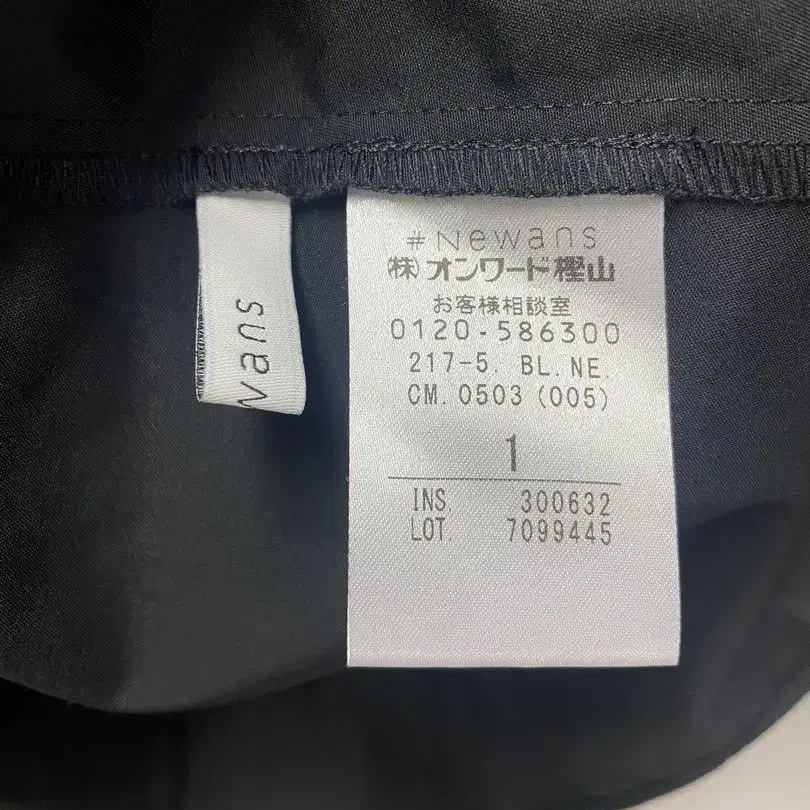 wans
#Newans
㈱オンワード樫山
お客様相談室
0120-586300
217-5. BL.NE.
CM.0503(005)
1
INS. 300632
LOT. 7099445